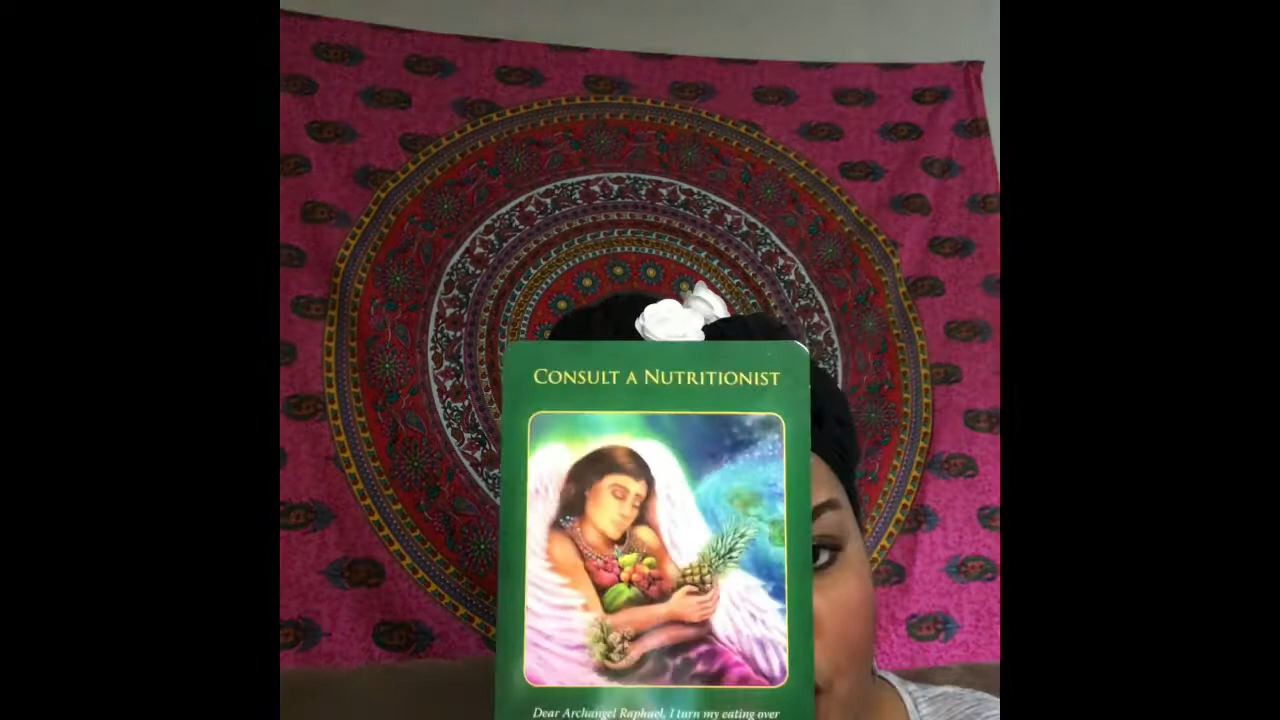 Consult a Nutritionist
Dear Archangel Raphael, I turn my eating over